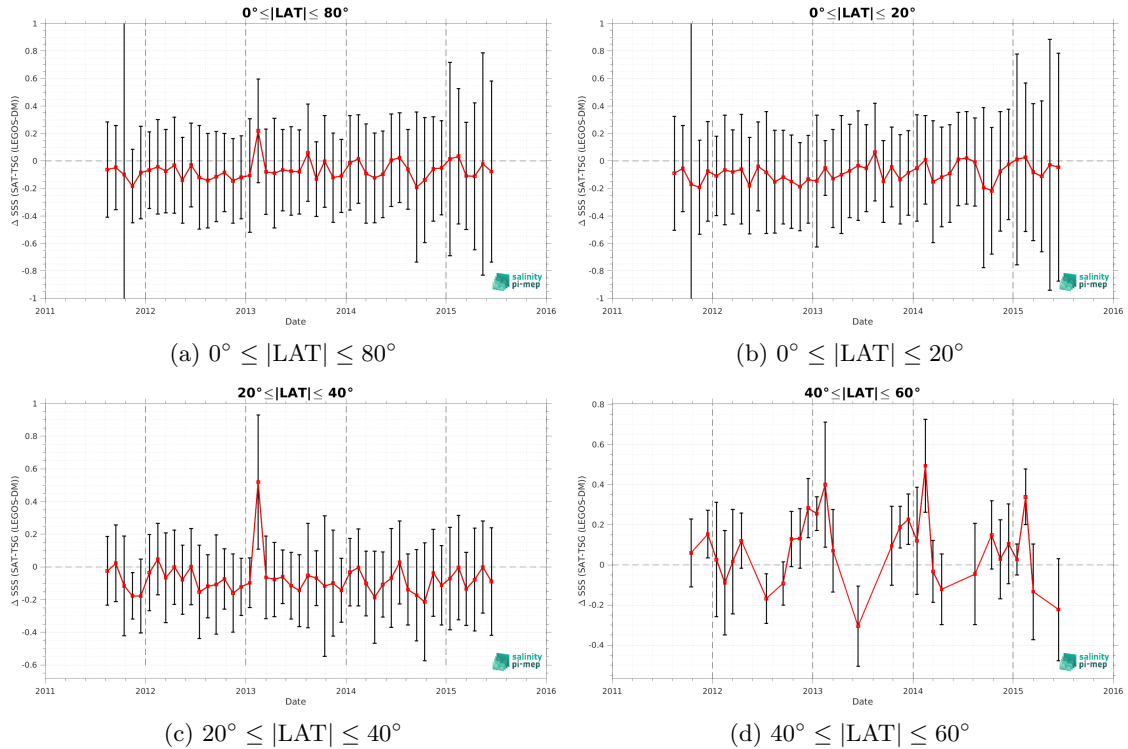 0°≤|LAT|≤ 80°
Δ SSS (SAT-TSG (LEGOS-DM))
1
0.8
0.6
0.4
0.2
0
-0.2
-0.4
-0.6
-0.8
-1
2011 2012 2013 2014 2015 2016
Date
salinity
pi-mep
(a) 0° ≤ |LAT| ≤ 80°
0°≤|LAT|≤ 20°
Δ SSS (SAT-TSG (LEGOS-DM))
1
0.8
0.6
0.4
0.2
0
-0.2
-0.4
-0.6
-0.8
-1
2011 2012 2013 2014 2015 2016
Date
salinity
pi-mep
(b) 0° ≤ |LAT| ≤ 20°
20°≤|LAT|≤ 40°
Δ SSS (SAT-TSG (LEGOS-DM))
1
0.8
0.6
0.4
0.2
0
-0.2
-0.4
-0.6
2011 2012 2013 2014 2015 2016
Date
salinity
pi-mep
(c) 20° ≤ |LAT| ≤ 40°
40°≤|LAT|≤ 60°
Δ SSS (SAT-TSG (LEGOS-DM))
0.8
0.6
0.4
0.2
0
-0.2
-0.4
2011 2012 2013 2014 2015 2016
Date
salinity
pi-mep
(d) 40° ≤ |LAT| ≤ 60°